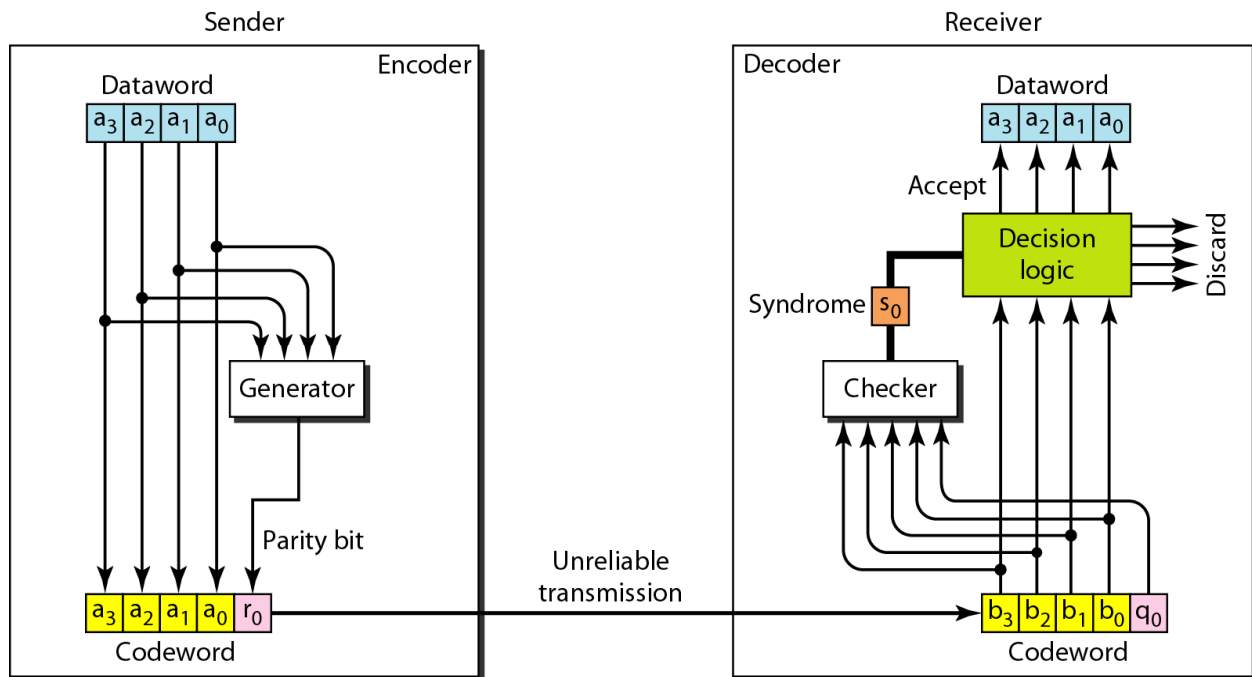 Sender
Encoder
Dataword
a3 a2 a1 a0
Generator
Parity bit
a3 a2 a1 a0 r0
Codeword
Unreliable
transmission
Receiver
Decoder
Dataword
a3 a2 a1 a0
Accept
Decision
logic
Discard
Syndrome
s0
Checker
b3 b2 b1 b0 q0
Codeword